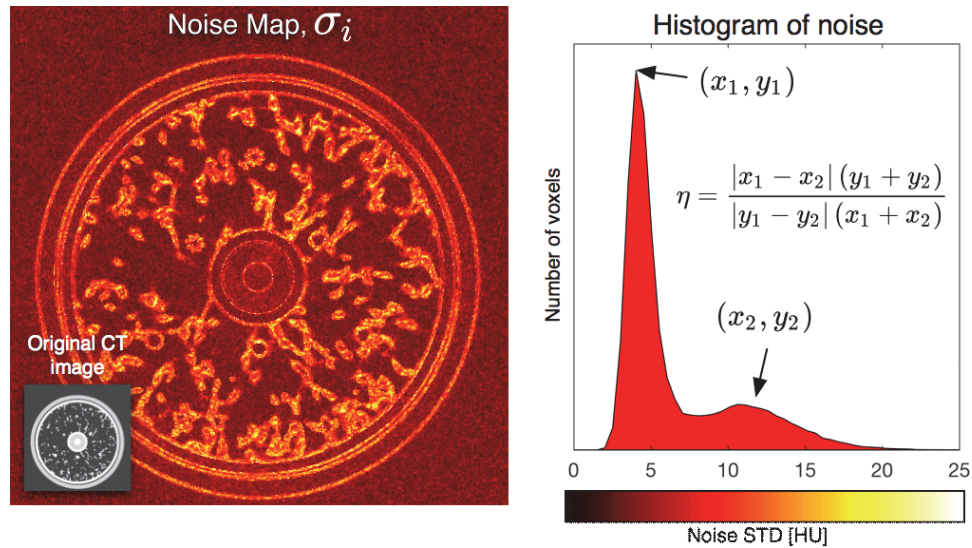 Noise Map, σᵢ
Original CT
image
Histogram of noise
(x₁, y₁)
η = |x₁ − x₂| (y₁ + y₂) / |y₁ − y₂| (x₁ + x₂)
(x₂, y₂)
Number of voxels
0 5 10 15 20 25
Noise STD [HU]